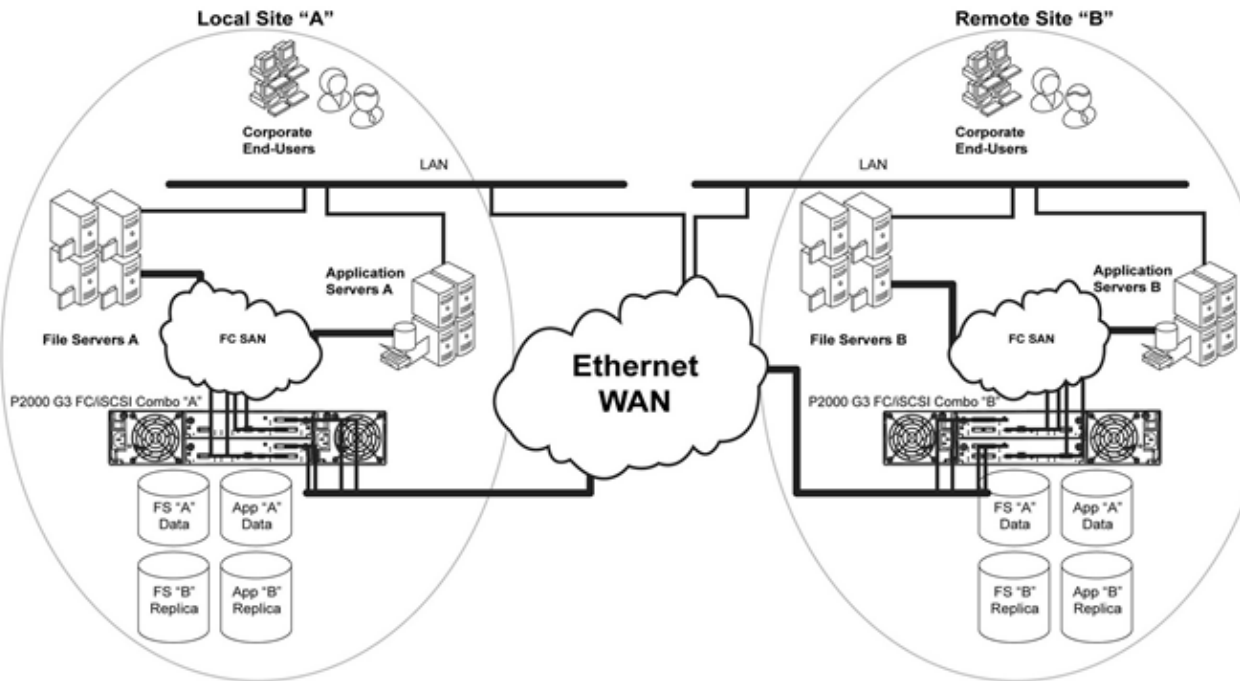 Local Site “A”
Remote Site “B”
Corporate
End-Users
LAN
File Servers A
Application
Servers A
FC SAN
P2000 G3 FC/iSCSI Combo “A”
FS “A”
Data
App “A”
Data
FS “B”
Replica
App “B”
Replica
Ethernet
WAN
Corporate
End-Users
LAN
File Servers B
Application
Servers B
FC SAN
P2000 G3 FC/iSCSI Combo “B”
FS “A”
Data
App “A”
Data
FS “B”
Replica
App “B”
Replica